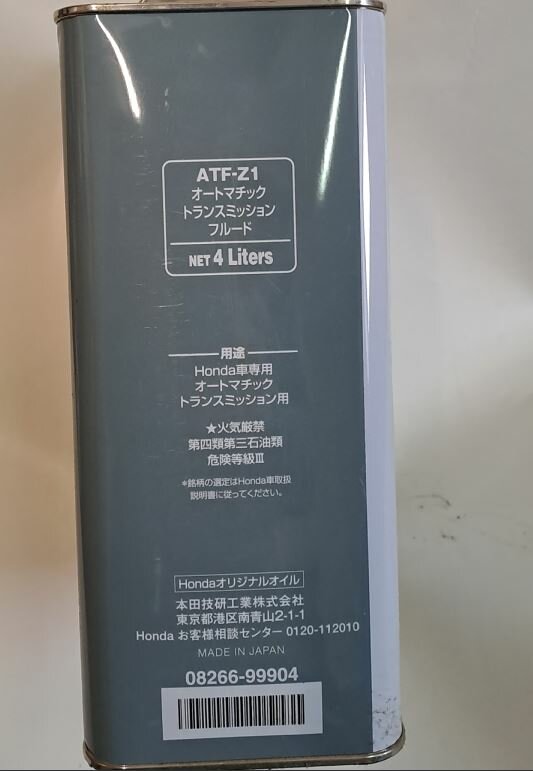 ATF-Z1
オートマチック
トランスミッション
フルード
NET 4 Liters
用途
Honda車専用
オートマチック
トランスミッション用
★火気厳禁
第四類第三石油類
危険等級Ⅲ
*銘柄の選定はHonda車取扱
説明書に従ってください。
Hondaオリジナルオイル
本田技研工業株式会社
東京都港区南青山2-1-1
Honda お客様相談センター 0120-112010
MADE IN JAPAN
08266-99904